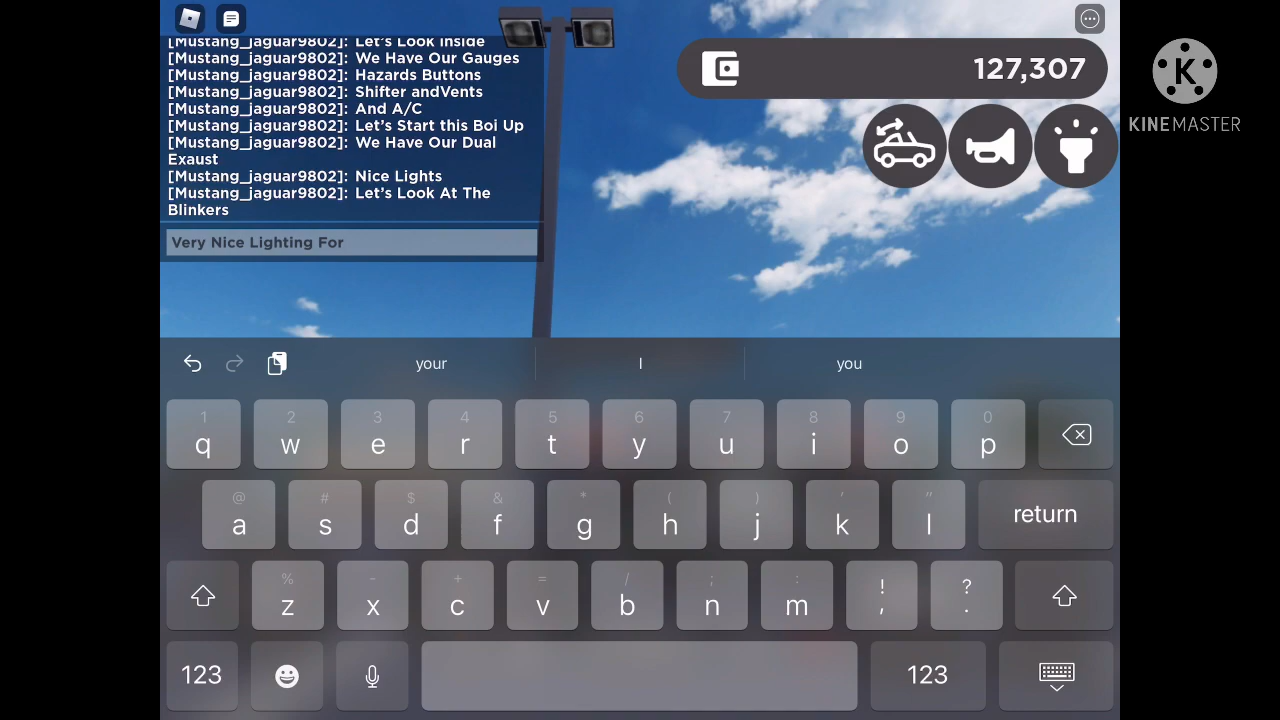 [Mustang_jaguar9802]: Let's Look Inside
[Mustang_jaguar9802]: We Have Our Gauges
[Mustang_jaguar9802]: Hazards Buttons
[Mustang_jaguar9802]: Shifter andVents
[Mustang_jaguar9802]: And A/C
[Mustang_jaguar9802]: Let's Start this Boi Up
[Mustang_jaguar9802]: We Have Our Dual
Exaust
[Mustang_jaguar9802]: Nice Lights
[Mustang_jaguar9802]: Let's Look At The
Blinkers
Very Nice Lighting For
127,307
K
KINEMASTER
your I you
1 2 3 4 5 6 7 8 9 0
q w e r t y u i o p
@ # $ & * ( ) ' "
a s d f g h j k l return
% - + = / ; : ! ?
z x c v b n m , .
123 123